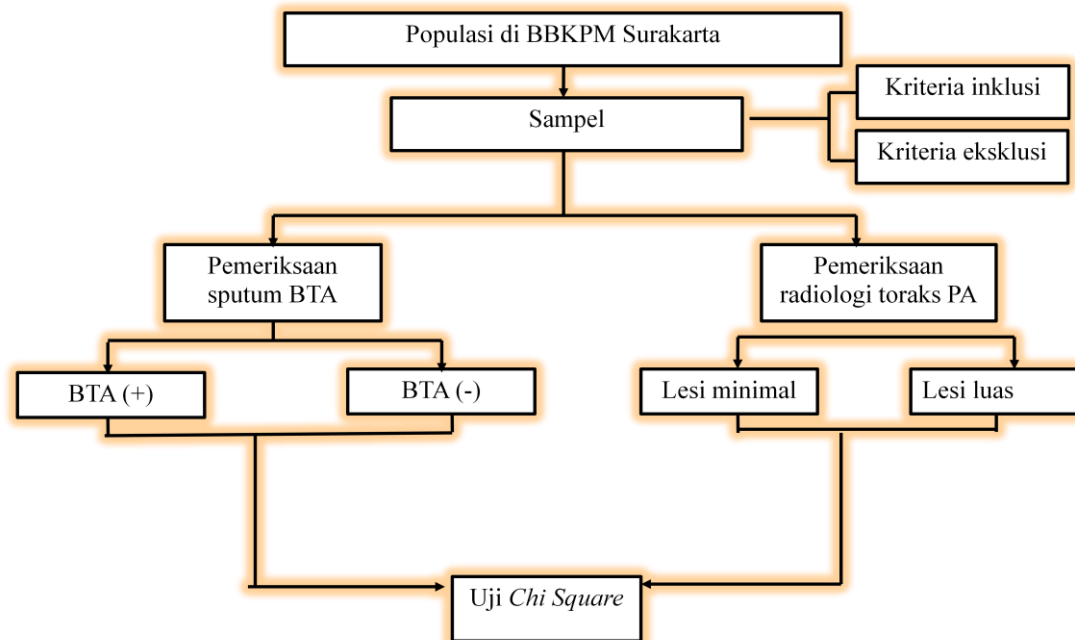 Populasi di BBKPM Surakarta
Kriteria inklusi
Sampel
Kriteria eksklusi
Pemeriksaan
sputum BTA
Pemeriksaan
radiologi toraks PA
BTA (+)
BTA (-)
Lesi minimal
Lesi luas
Uji Chi Square